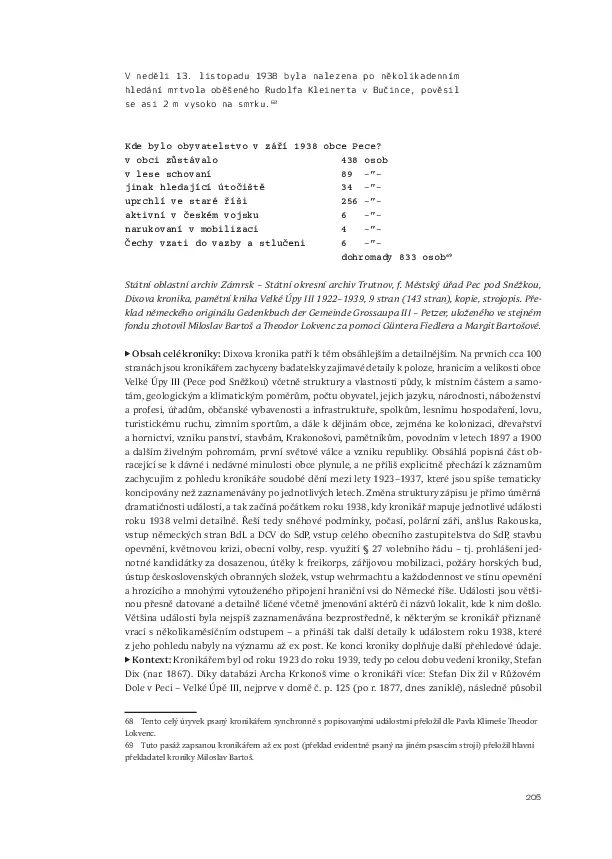 V neděli 13. listopadu 1938 byla nalezena po několikadenním
hledání mrtvola oběšeného Rudolfa Kleinerta v Bučince, pověsil
se asi 2 m vysoko na smrku.68
Kde bylo obyvatelstvo v září 1938 obce Pece?
v obci zůstávalo 438 osob
v lese schovaní 89 -"-
jinak hledající útočiště 34 -"-
uprchlí ve staré říši 256 -"-
aktivní v českém vojsku 6 -"-
narukovaní v mobilizaci 4 -"-
Čechy vzati do vazby a stlučeni 6 -"-
dohromady 833 osob69
Státní oblastní archiv Zámrsk – Státní okresní archiv Trutnov, f. Městský úřad Pec pod Sněžkou,
Dixova kronika, pamětní kniha Velké Úpy III 1922–1939, 9 stran (143 stran), kopie, strojopis. Pře-
klad německého originálu Gedenkbuch der Gemeinde Grossaupa III – Petzer, uloženého ve stejném
fondu zhotovil Miloslav Bartoš a Theodor Lokvenc za pomoci Güntera Fiedlera a Margit Bartošové.
▶ Obsah celé kroniky: Dixova kronika patří k těm obsáhlejším a detailnějším. Na prvních cca 100
stranách jsou kronikářem zachyceny badatelsky zajímavé detaily k poloze, hranicím a velikosti obce
Velké Úpy III (Pece pod Sněžkou) včetně struktury a vlastností půdy, k místním částem a samo-
tám, geologickým a klimatickým poměrům, počtu obyvatel, jejich jazyku, národnosti, náboženství
a profesi, úřadům, občanské vybavenosti a infrastruktuře, spolkům, lesnímu hospodaření, lovu,
turistickému ruchu, zimním sportům, a dále k dějinám obce, zejména ke kolonizaci, dřevařství
a hornictví, vzniku panství, stavbám, Krakonošovi, památníkům, povodním v letech 1897 a 1900
a dalším živelným pohromám, první světové válce a vzniku republiky. Obsáhlá popisná část ob-
racející se k dávné i nedávné minulosti obce plynule, a ne příliš explicitně přechází k záznamům
zachycujím z pohledu kronikáře soudobé dění mezi lety 1923–1937, které jsou spíše tematicky
koncipovány než zaznamenávány po jednotlivých letech. Změna struktury zápisu je přímo úměrná
dramatičnosti událostí, a tak začíná počátkem roku 1938, kdy kronikář mapuje jednotlivé události
roku 1938 velmi detailně. Řeší tedy sněhové podmínky, počasí, polární záři, anšlus Rakouska,
vstup německých stran BdL a DCV do SdP, vstup celého obecního zastupitelstva do SdP, stavbu
opevnění, květnovou krizi, obecní volby, resp. využití § 27 volebního řádu – tj. prohlášení jed-
notné kandidátky za dosazenou, útěky k freikorps, zářijovou mobilizaci, požáry horských bud,
ústup československých obranných složek, vstup wehrmachtu a každodennost ve stínu opevnění
a hrozícího a mnohými vytouženého připojení hraniční vsi do Německé říše. Události jsou větši-
nou přesně datované a detailně líčené včetně jmenování aktérů či názvů lokalit, kde k nim došlo.
Většina událostí byla nejspíš zaznamenávána bezprostředně, k některým se kronikář přiznaně
vrací s několikaměsíčním odstupem – a přináší tak další detaily k událostem roku 1938, které
z jeho pohledu nabyly na významu až ex post. Ke konci kroniky doplňuje další přehledové údaje.
▶ Kontext: Kronikářem byl od roku 1923 do roku 1939, tedy po celou dobu vedení kroniky, Stefan
Dix (nar. 1867). Díky databázi Archa Krkonoš víme o kronikáři více: Stefan Dix žil v Růžovém
Dole v Peci – Velké Úpě III, nejprve v domě č. p. 125 (po r. 1877, dnes zaniklé), následně působil
68 Tento celý úryvek psaný kronikářem synchronně s popisovanými událostmi přeložil dle Pavla Klimeše Theodor
Lokvenc.
69 Tuto pasáž zapsanou kronikářem až ex post (překlad evidentně psaný na jiném psacím stroji) přeložil hlavní
překladatel kroniky Miloslav Bartoš.
205